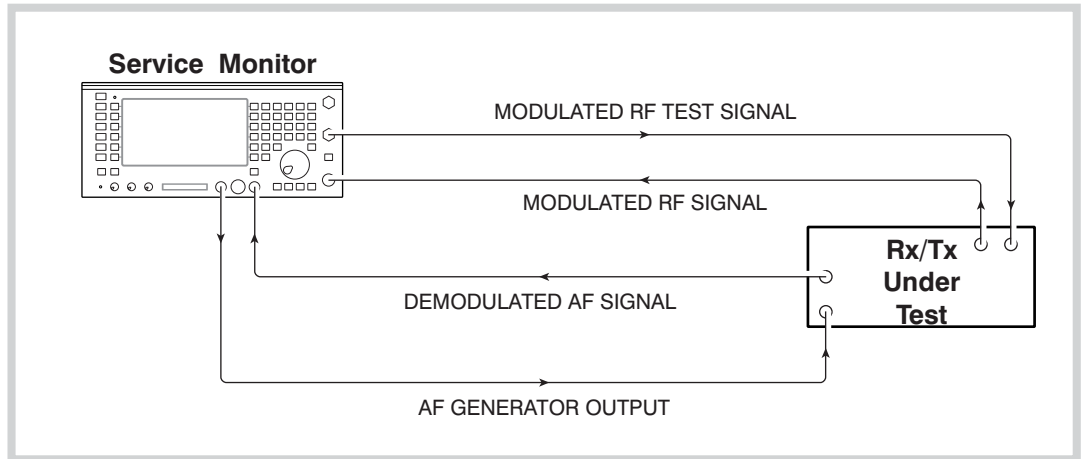 Service Monitor
MODULATED RF TEST SIGNAL
MODULATED RF SIGNAL
Rx/Tx
Under
Test
DEMODULATED AF SIGNAL
AF GENERATOR OUTPUT